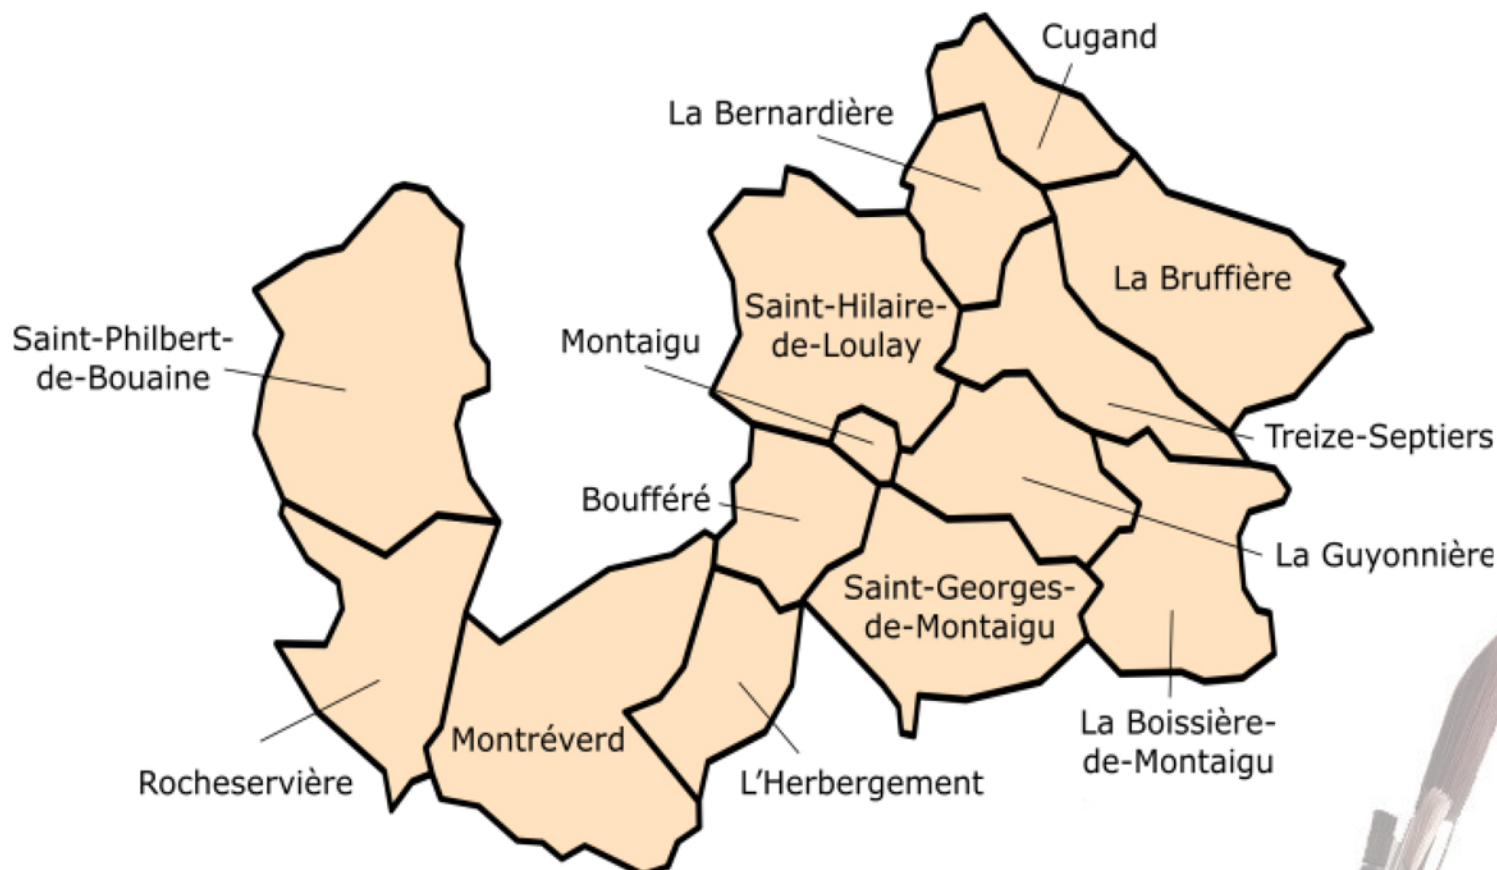 Cugand
La Bernardière
La Bruffière
Saint-Hilaire-
de-Loulay
Montaigu
Saint-Philbert-
de-Bouaine
Treize-Septiers
Boufféré
La Guyonnière
Saint-Georges-
de-Montaigu
Montréverd
La Boissière-
de-Montaigu
Rocheservière
L'Herbergement